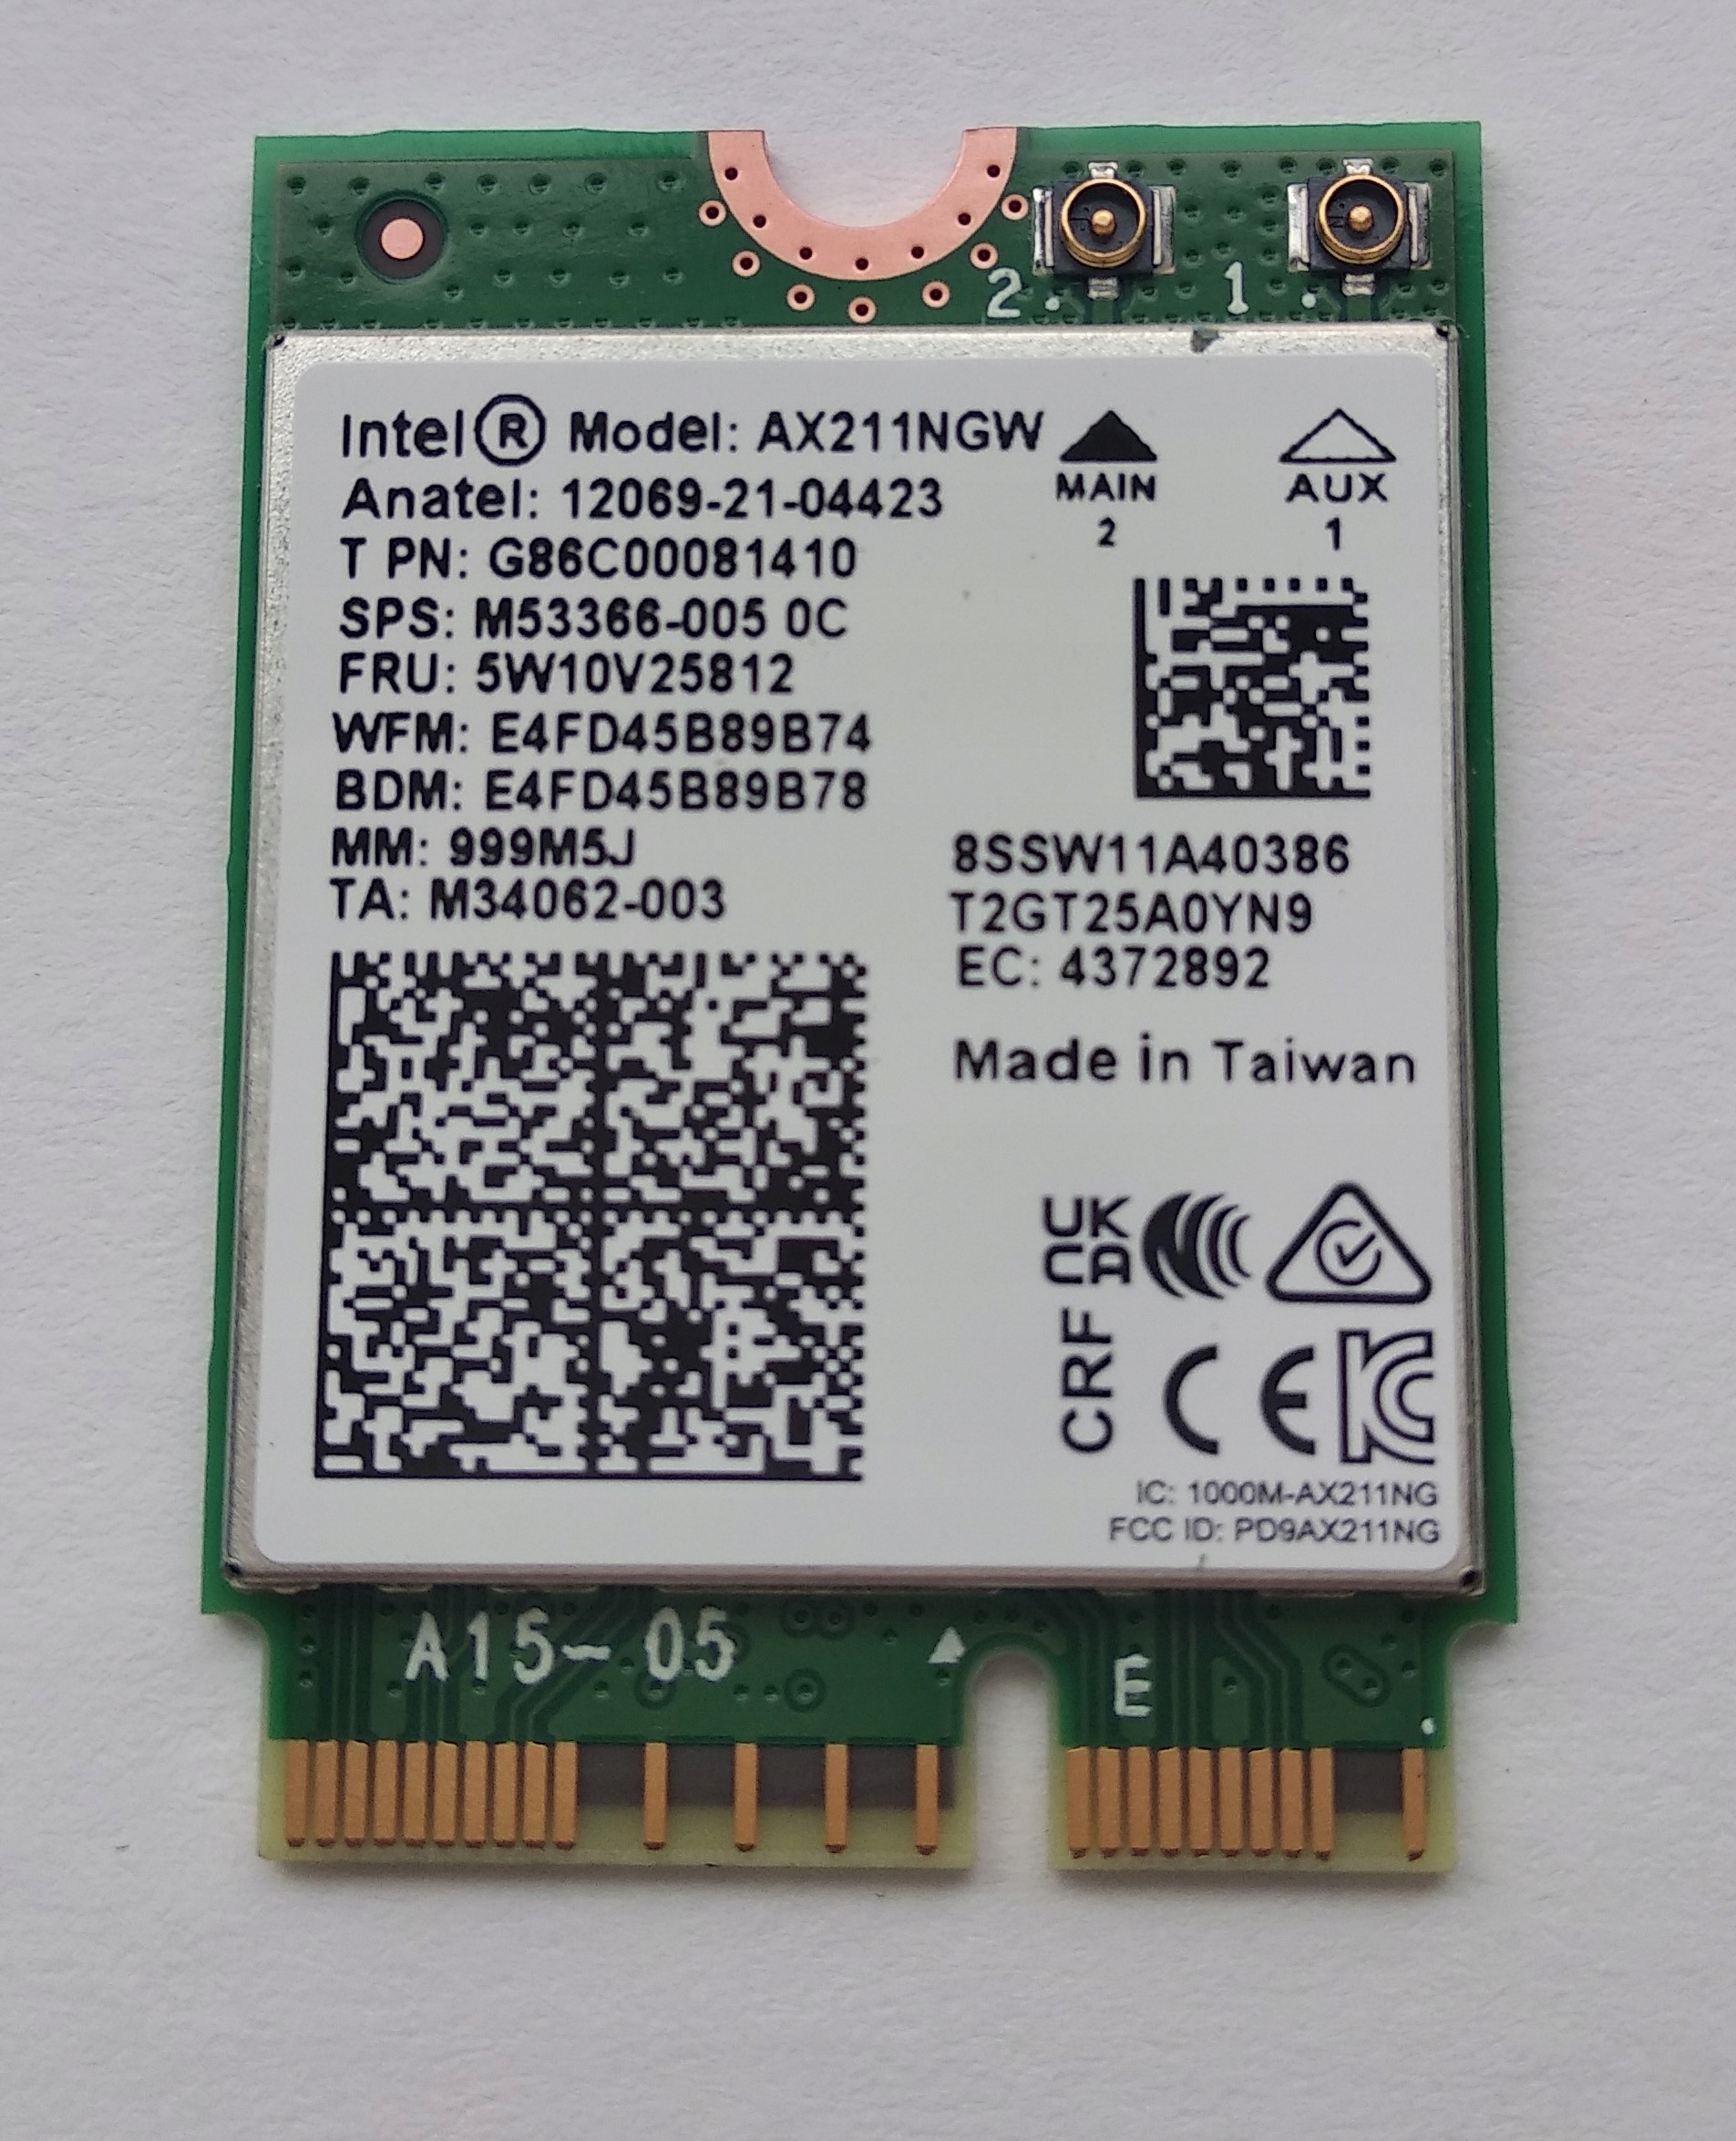 2. 1.
Intel® Model: AX211NGW
Anatel: 12069-21-04423
T PN: G86C00081410
SPS: M53366-005 0C
FRU: 5W10V25812
WFM: E4FD45B89B74
BDM: E4FD45B89B78
MM: 999M5J
TA: M34062-003
MAIN
2
AUX
1
8SSW11A40386
T2GT25A0YN9
EC: 4372892
Made in Taiwan
UK
CA
CRF
CE
KC
IC: 1000M-AX211NG
FCC ID: PD9AX211NG
A15- 05
E